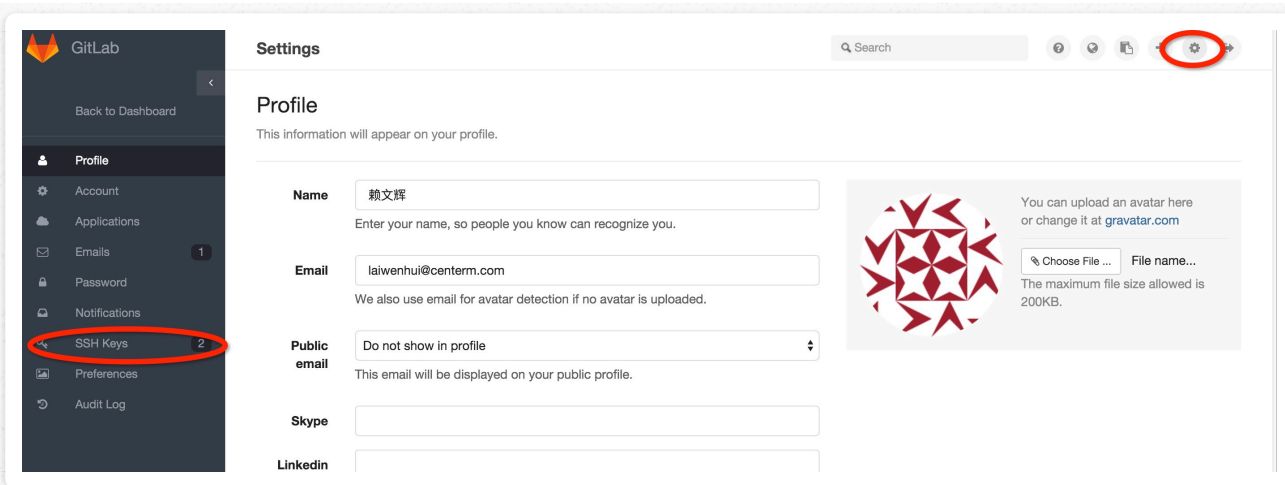 GitLab
Settings
Search
Back to Dashboard
Profile
This information will appear on your profile.
Profile
Account
Applications
Emails 1
Password
Notifications
SSH Keys 2
Preferences
Audit Log
Name
赖文辉
Enter your name, so people you know can recognize you.
Email
laiwenhui@centerm.com
We also use email for avatar detection if no avatar is uploaded.
Public
email
Do not show in profile
This email will be displayed on your public profile.
Skype
Linkedin
You can upload an avatar here
or change it at gravatar.com
Choose File ... File name...
The maximum file size allowed is
200KB.